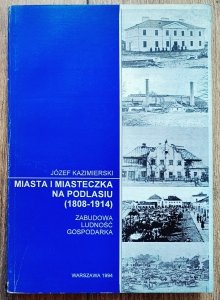 JÓZEF KAZIMIERSKI
MIASTA I MIASTECZKA
NA PODLASIU
(1808-1914)
ZABUDOWA
LUDNOŚĆ
GOSPODARKA
WARSZAWA 1994